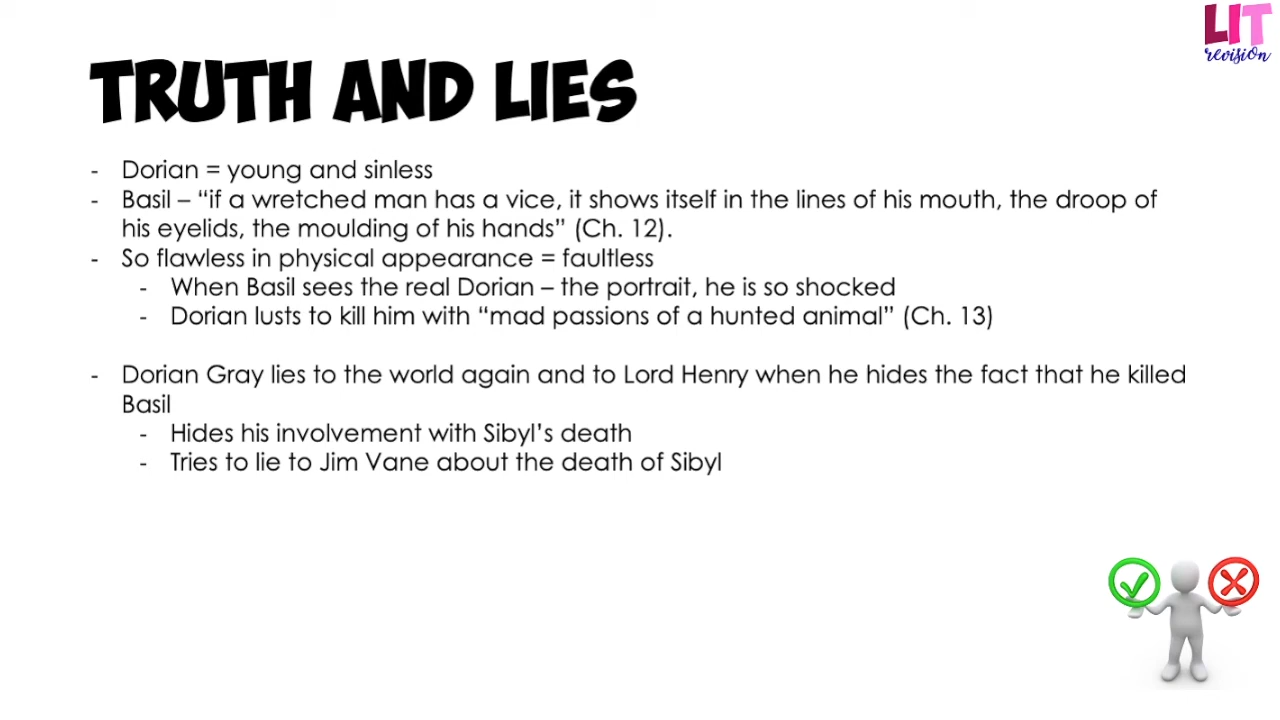 LIT
revision
TRUTH AND LIES
- Dorian = young and sinless
- Basil – “if a wretched man has a vice, it shows itself in the lines of his mouth, the droop of
his eyelids, the moulding of his hands” (Ch. 12).
- So flawless in physical appearance = faultless
- When Basil sees the real Dorian – the portrait, he is so shocked
- Dorian lusts to kill him with “mad passions of a hunted animal” (Ch. 13)
- Dorian Gray lies to the world again and to Lord Henry when he hides the fact that he killed
Basil
- Hides his involvement with Sibyl’s death
- Tries to lie to Jim Vane about the death of Sibyl